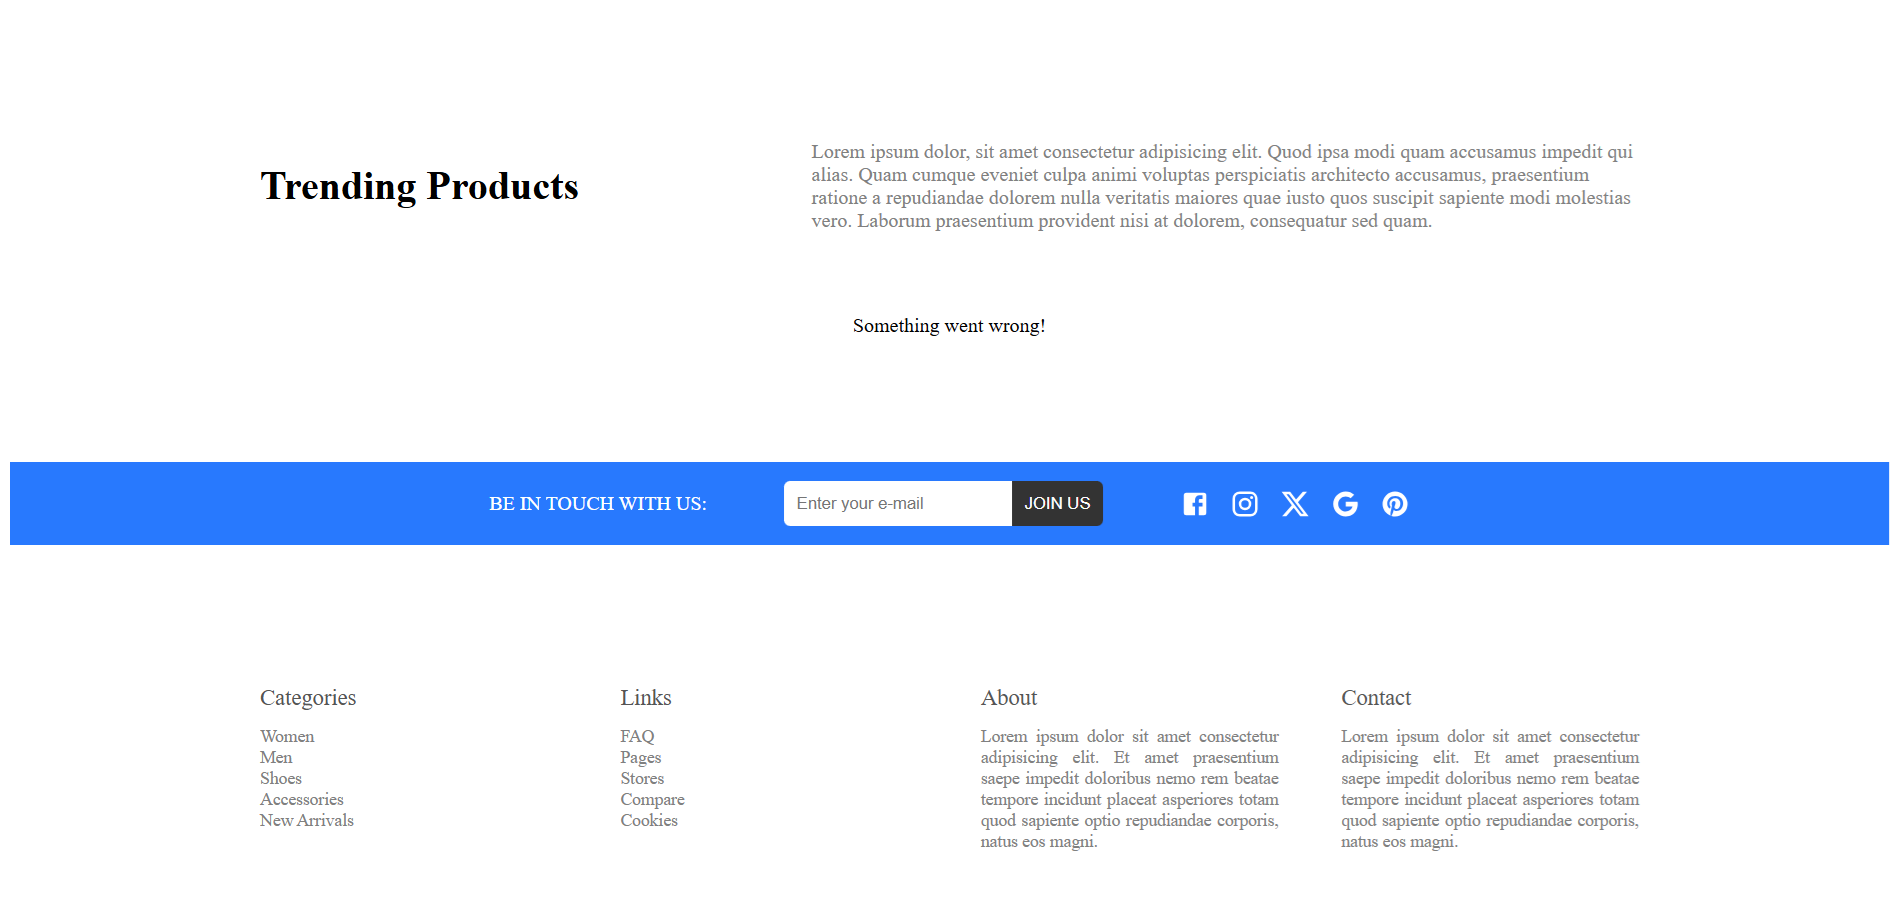 Trending Products
Lorem ipsum dolor, sit amet consectetur adipisicing elit. Quod ipsa modi quam accusamus impedit qui
alias. Quam cumque eveniet culpa animi voluptas perspiciatis architecto accusamus, praesentium
ratione a repudiandae dolorem nulla veritatis maiores quae iusto quos suscipit sapiente modi molestias
vero. Laborum praesentium provident nisi at dolorem, consequatur sed quam.
Something went wrong!
BE IN TOUCH WITH US:
Enter your e-mail
JOIN US
Categories
Women
Men
Shoes
Accessories
New Arrivals
Links
FAQ
Pages
Stores
Compare
Cookies
About
Lorem ipsum dolor sit amet consectetur
adipisicing elit. Et amet praesentium
saepe impedit doloribus nemo rem beatae
tempore incidunt placeat asperiores totam
quod sapiente optio repudiandae corporis,
natus eos magni.
Contact
Lorem ipsum dolor sit amet consectetur
adipisicing elit. Et amet praesentium
saepe impedit doloribus nemo rem beatae
tempore incidunt placeat asperiores totam
quod sapiente optio repudiandae corporis,
natus eos magni.